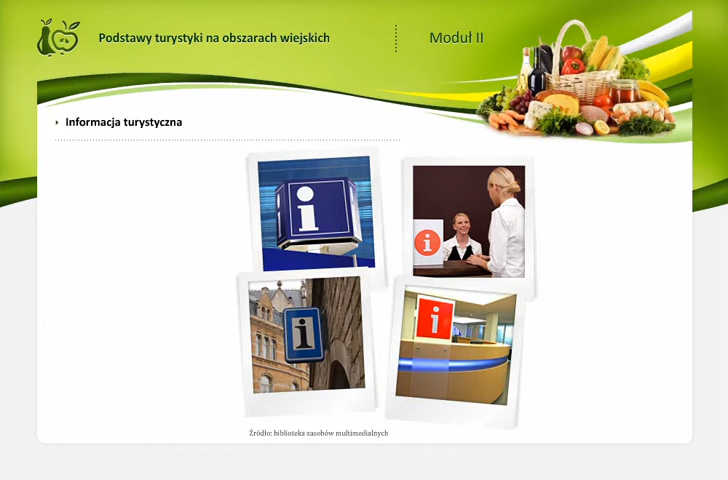 Podstawy turystyki na obszarach wiejskich
Moduł II
Informacja turystyczna
i
i
i
i
Źródło: biblioteka zasobów multimedialnych